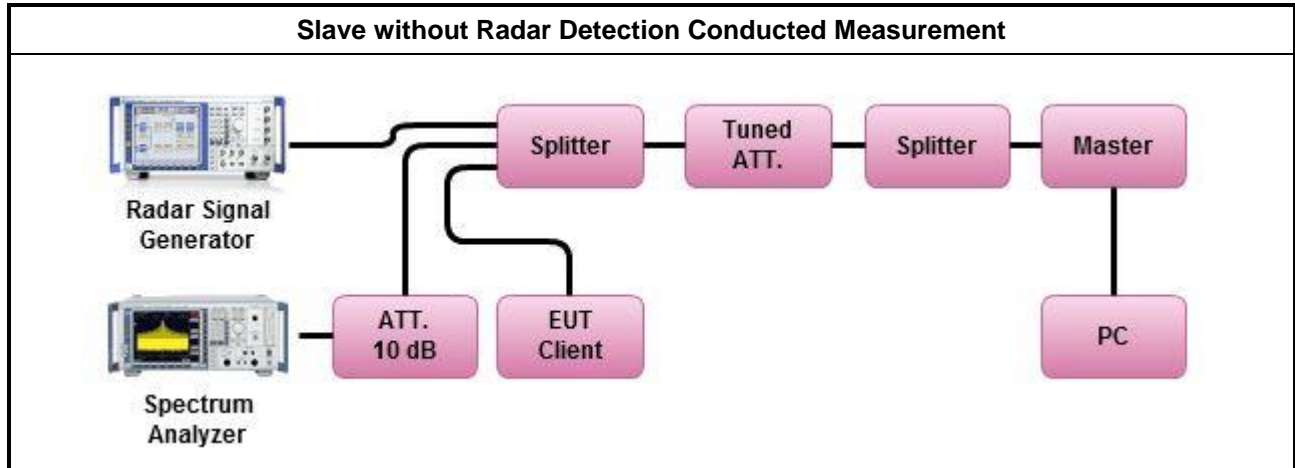 Slave without Radar Detection Conducted Measurement
Radar Signal
Generator
Splitter
Tuned
ATT.
Splitter
Master
Spectrum
Analyzer
ATT.
10 dB
EUT
Client
PC